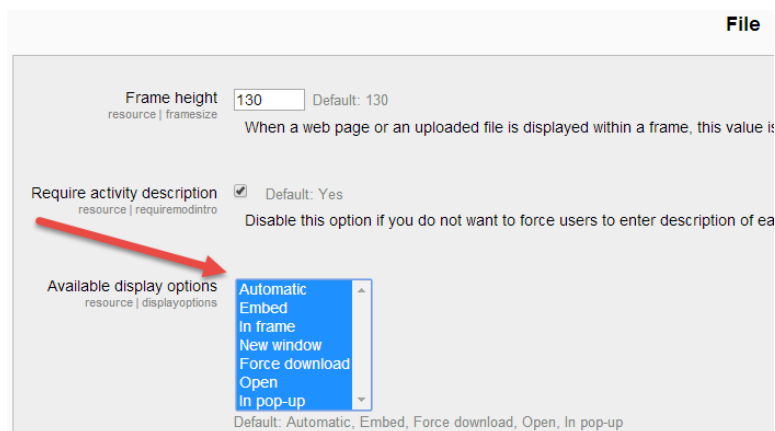 File
Frame height 130 Default: 130
resource | framesize
When a web page or an uploaded file is displayed within a frame, this value is
Require activity description Default: Yes
resource | requiremodintro
Disable this option if you do not want to force users to enter description of ea
Available display options
resource | displayoptions
Automatic
Embed
In frame
New window
Force download
Open
In pop-up
Default: Automatic, Embed, Force download, Open, In pop-up